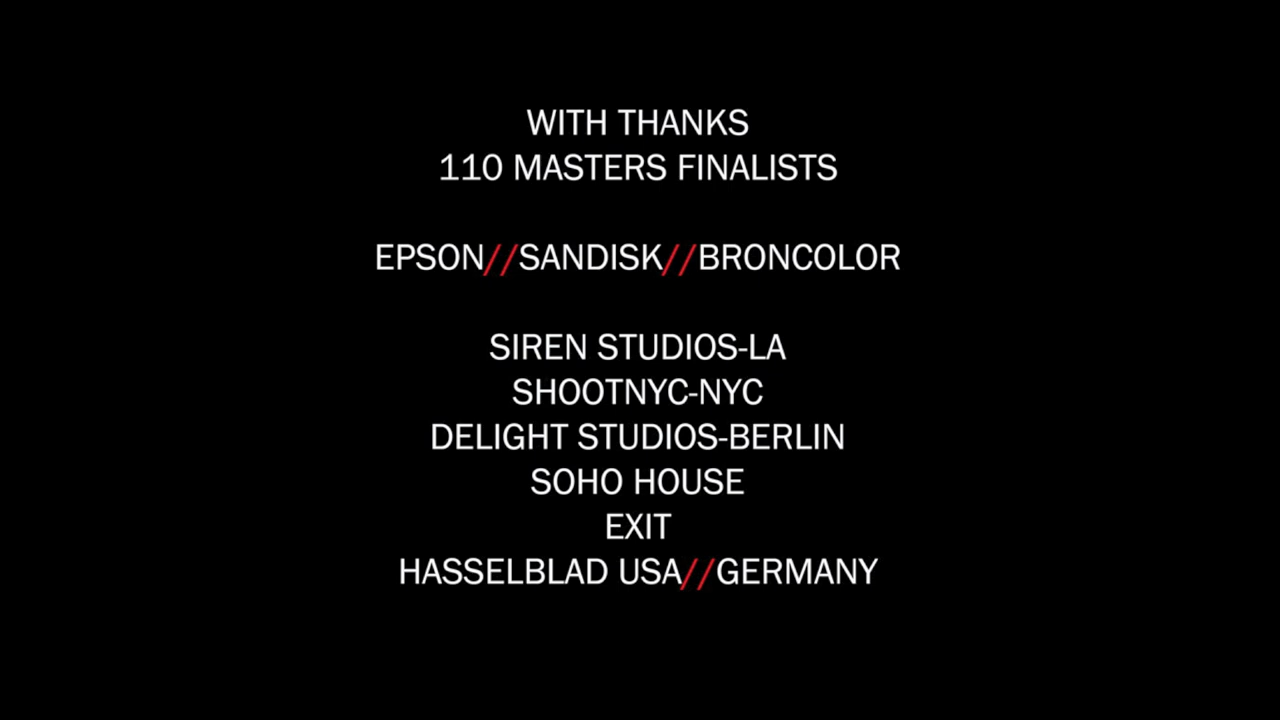 WITH THANKS
110 MASTERS FINALISTS
EPSON//SANDISK//BRONCOLOR
SIREN STUDIOS-LA
SHOOTNYC-NYC
DELIGHT STUDIOS-BERLIN
SOHO HOUSE
EXIT
HASSELBLAD USA//GERMANY